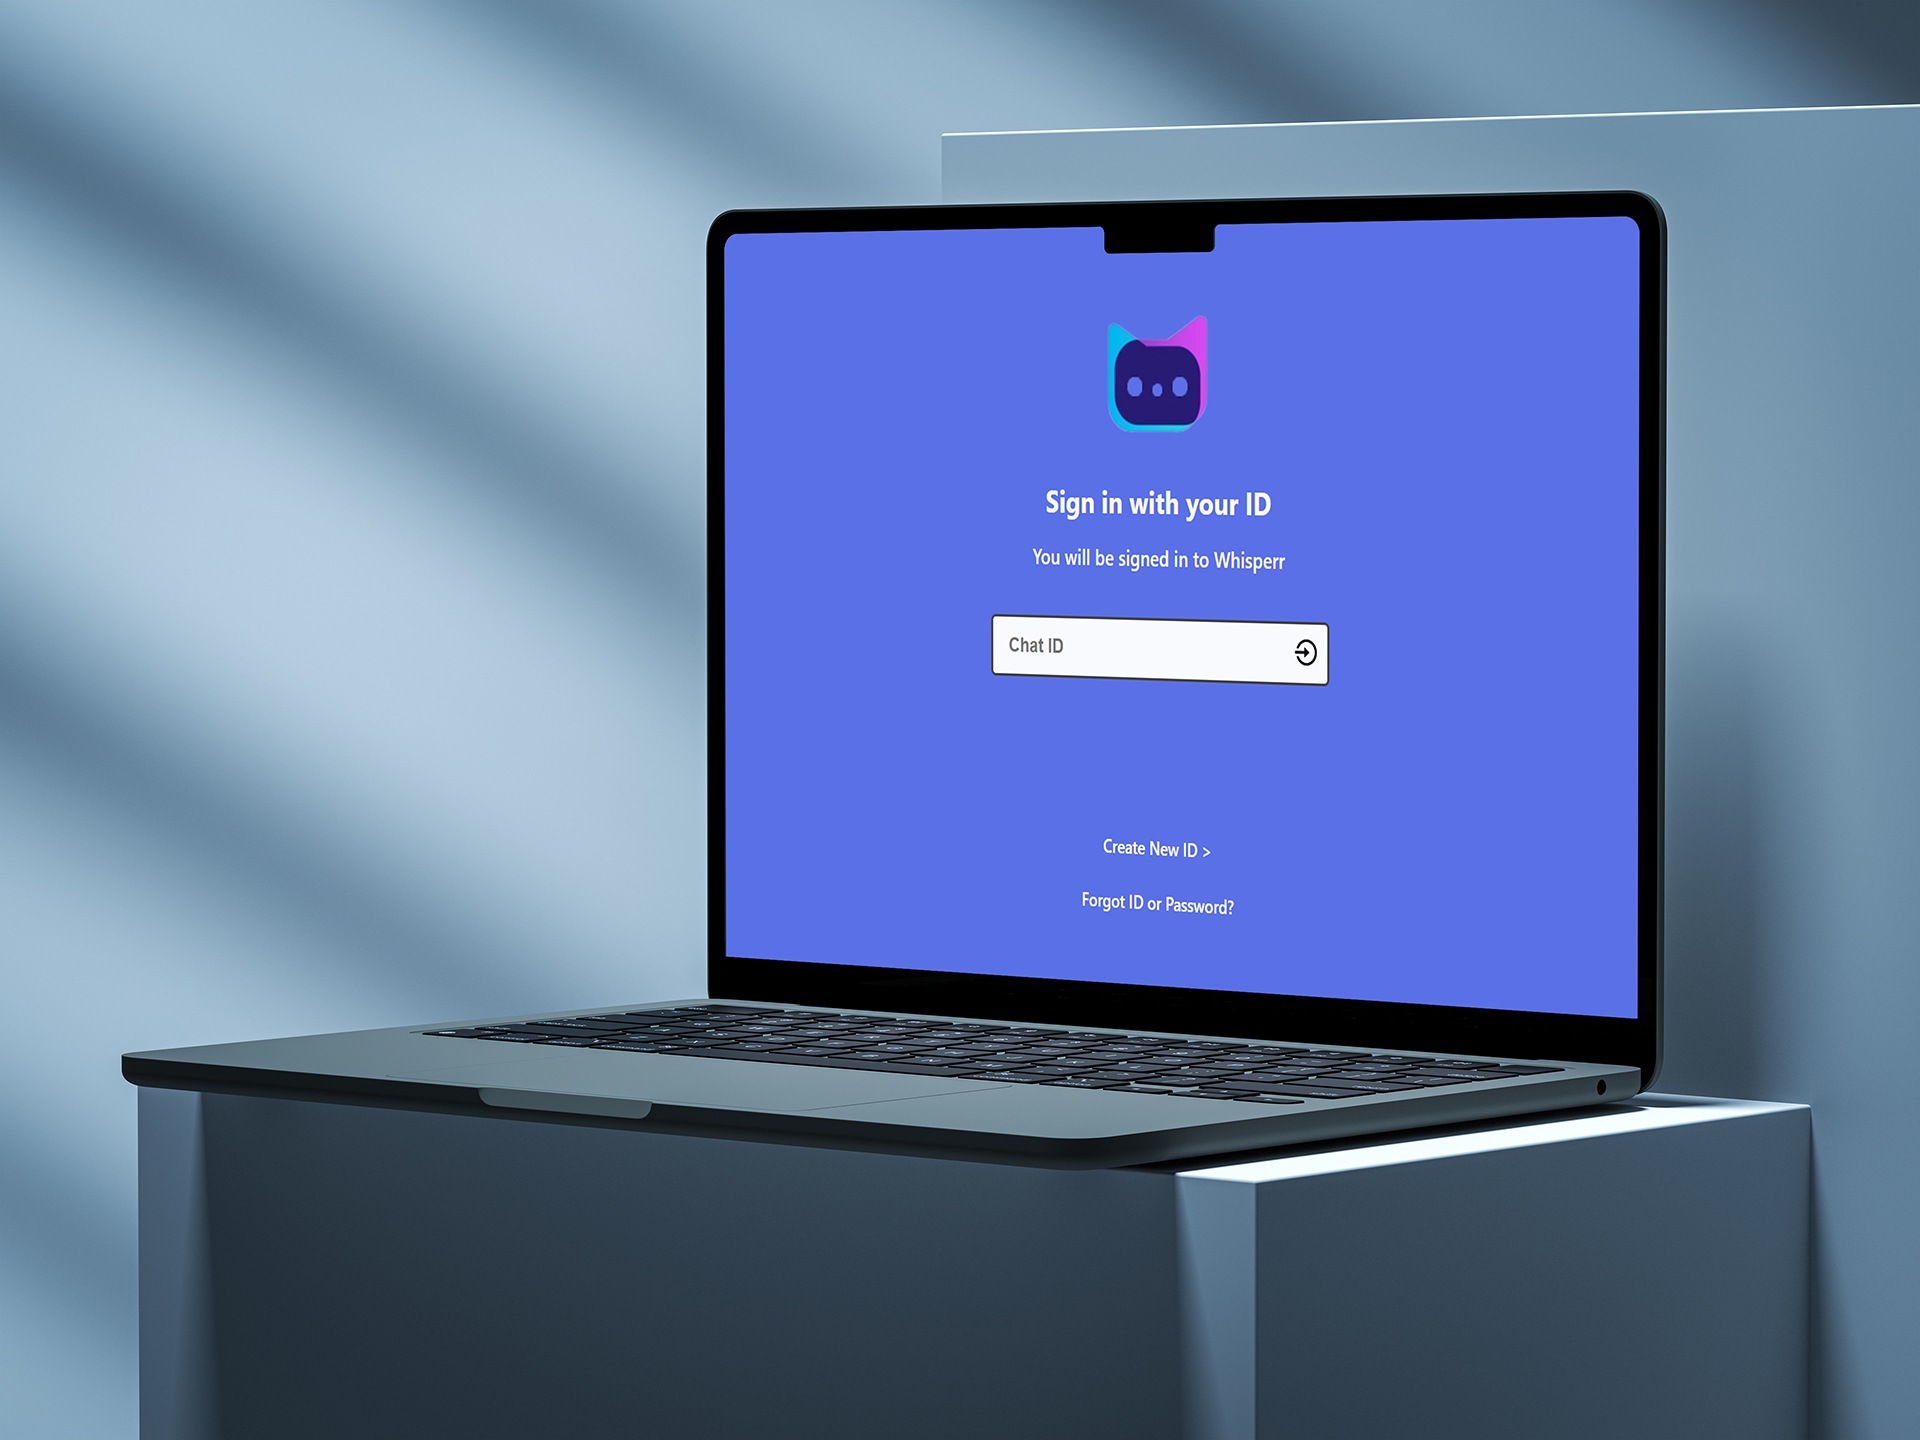 Sign in with your ID
You will be signed in to Whisperr
Chat ID
Create New ID >
Forgot ID or Password?